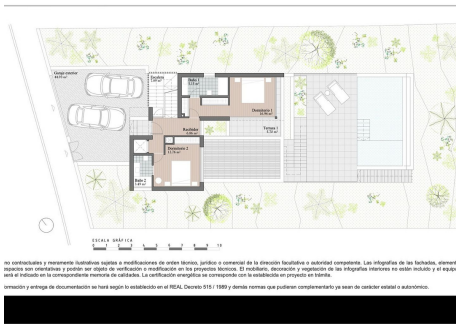 Garaje exterior
Escalera
Baño 1
Dormitorio 1
Recibidor
Terraza 1
Dormitorio 2
Baño 2
ESCALA GRÁFICA
0 1 2 3 4 5 6 7 8 9 10
no contractuales y meramente ilustrativas sujetas a modificaciones de orden técnico, jurídico o comercial de la dirección facultativa o autoridad competente. Las infografías de las fachadas, element
espacios son orientativas y podrán ser objeto de verificación o modificación en los proyectos técnicos. El mobiliario, decoración y vegetación de las infografías interiores no están incluido y el equip
será el indicado en la correspondiente memoria de calidades. La certificación energética se corresponde con la establecida en proyecto en trámite.
ormación y entrega de documentación se hará según lo establecido en el REAL Decreto 515 / 1989 y demás normas que pudieran complementarlo ya sean de carácter estatal o autonómico.